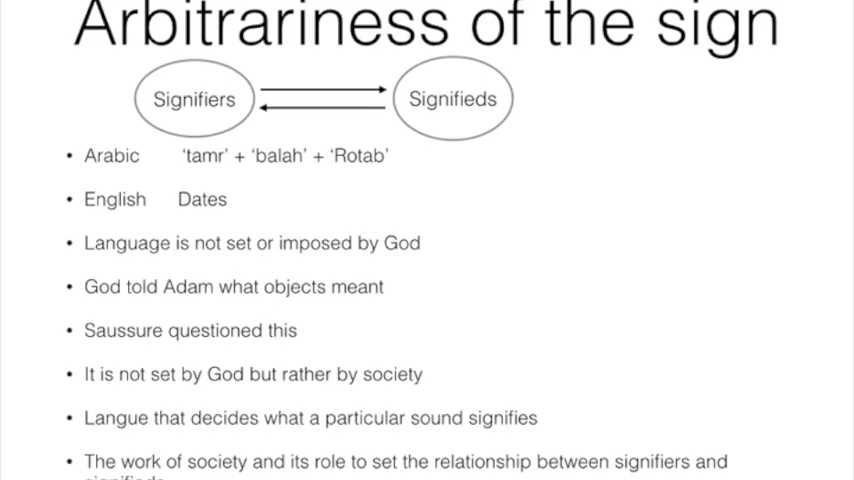 Arbitrariness of the sign
Signifiers Signifieds
• Arabic ‘tamr’ + ‘balah’ + ‘Rotab’
• English Dates
• Language is not set or imposed by God
• God told Adam what objects meant
• Saussure questioned this
• It is not set by God but rather by society
• Langue that decides what a particular sound signifies
• The work of society and its role to set the relationship between signifiers and